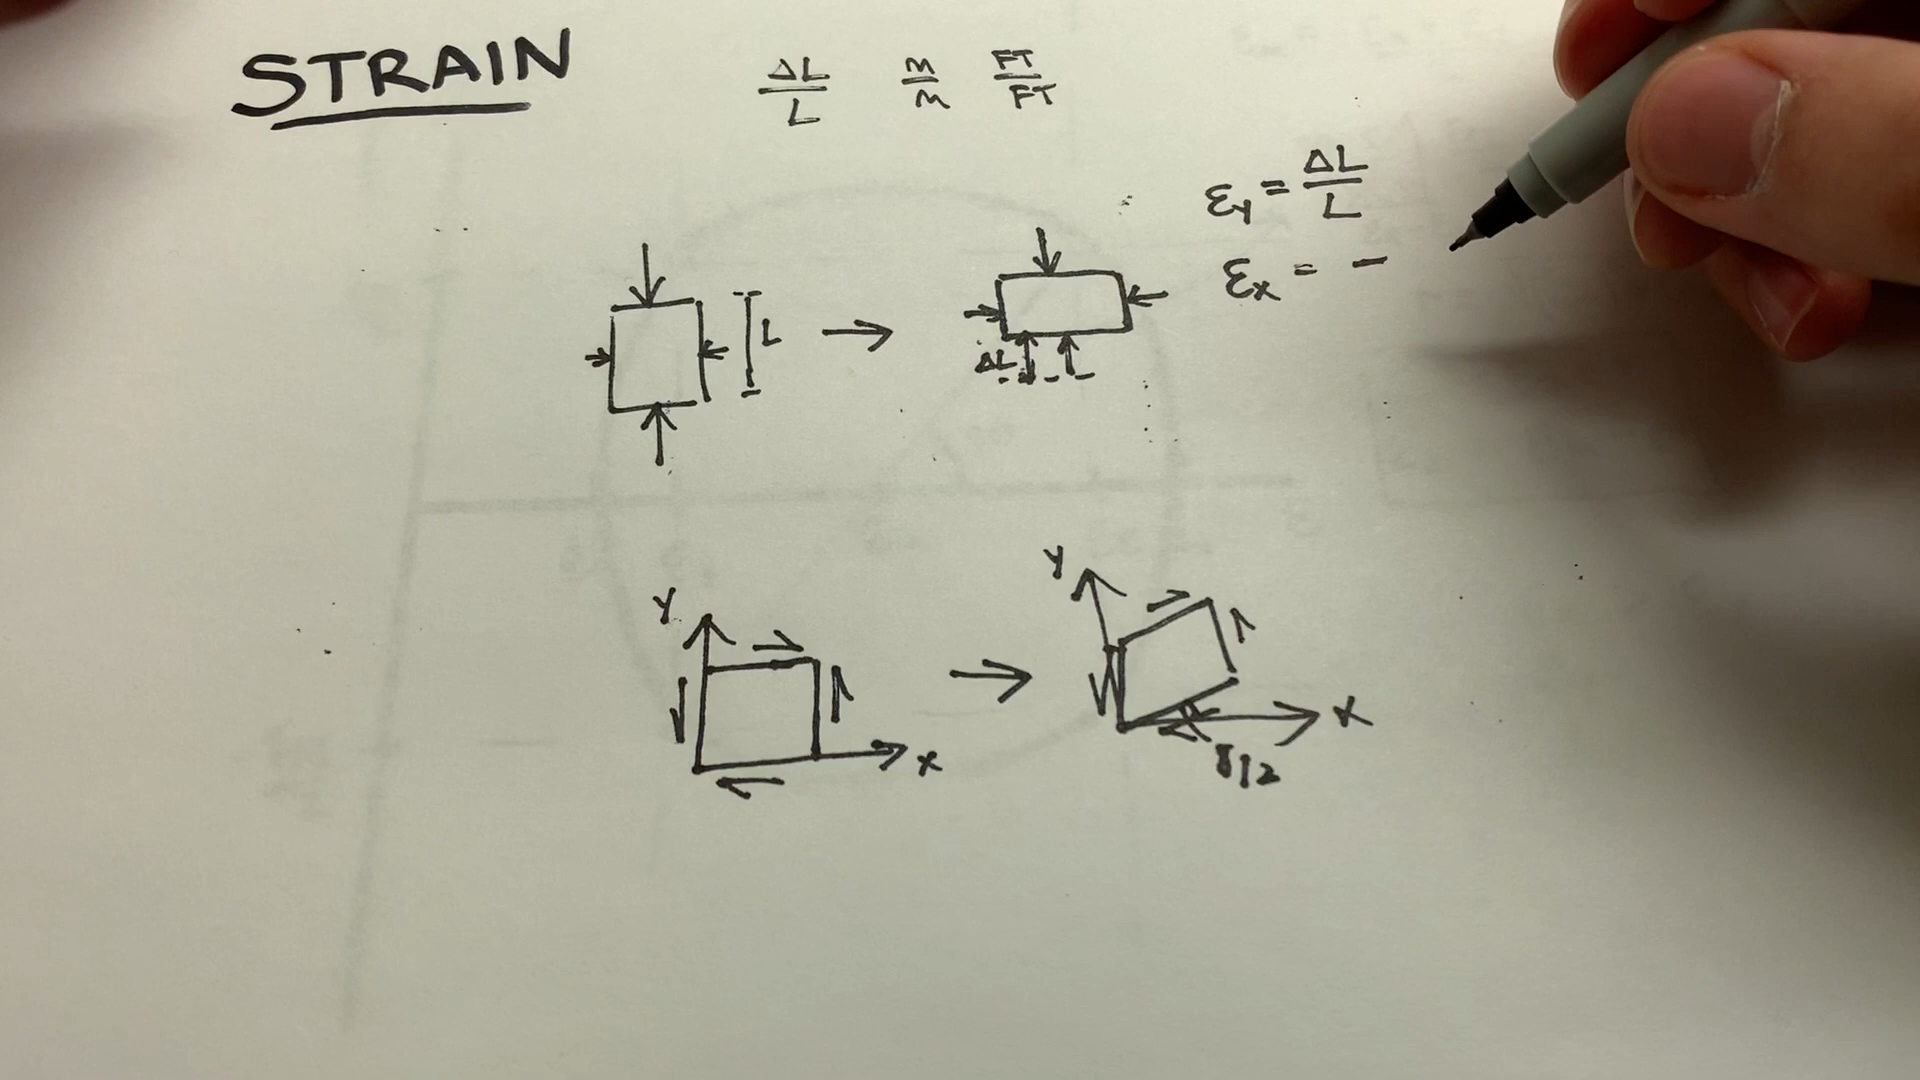 STRAIN
ΔL/L M/M FT/FT
εy = ΔL/L
εx = -
L
ΔL
Y
X
Y
X
γ/2